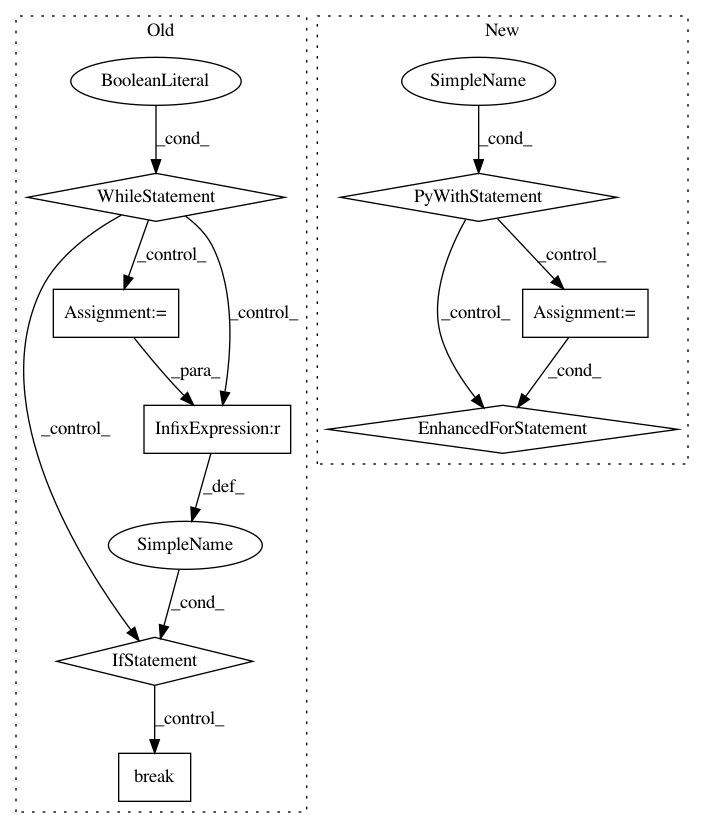 Old
New
BooleanLiteral
SimpleName
_cond_
_cond_
WhileStatement
PyWithStatement
_control_
_control_
_control_
Assignment:=
_control_
Assignment:=
_para_
_cond_
_control_
InfixExpression:r
EnhancedForStatement
_def_
SimpleName
_cond_
IfStatement
_control_
break